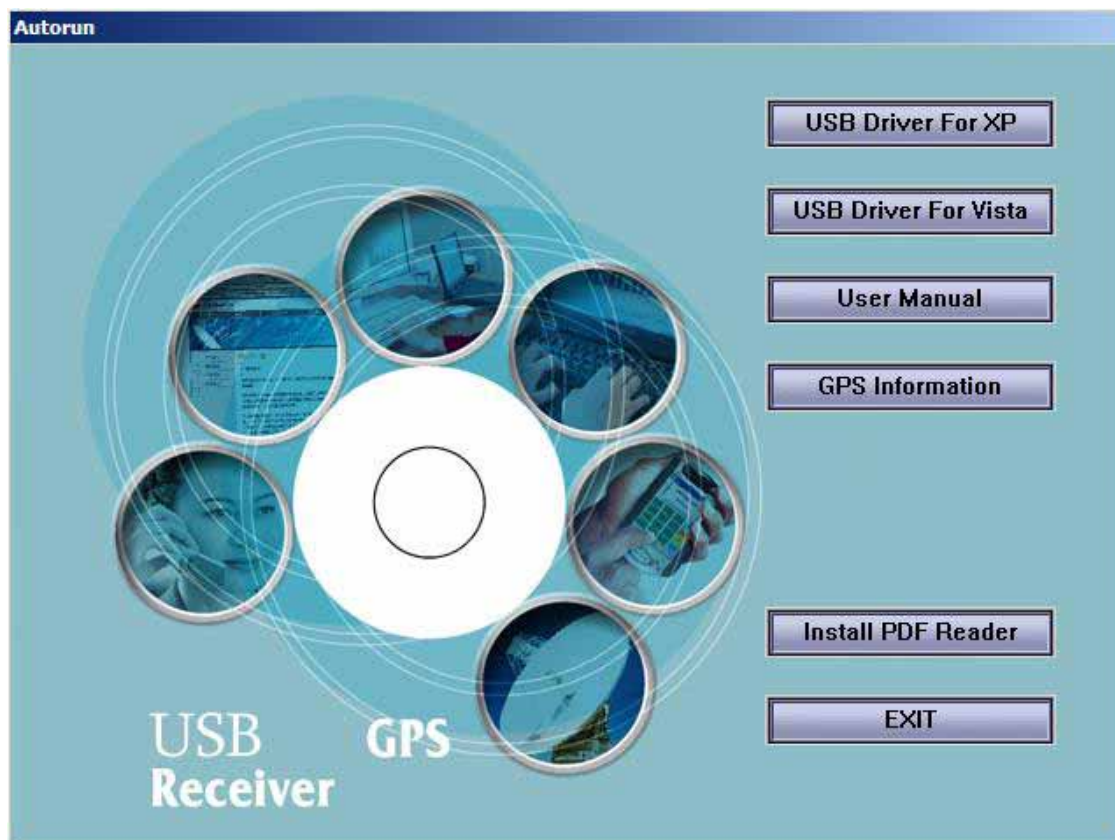 Autorun
USB Driver For XP
USB Driver For Vista
User Manual
GPS Information
Install PDF Reader
EXIT
USB GPS
Receiver